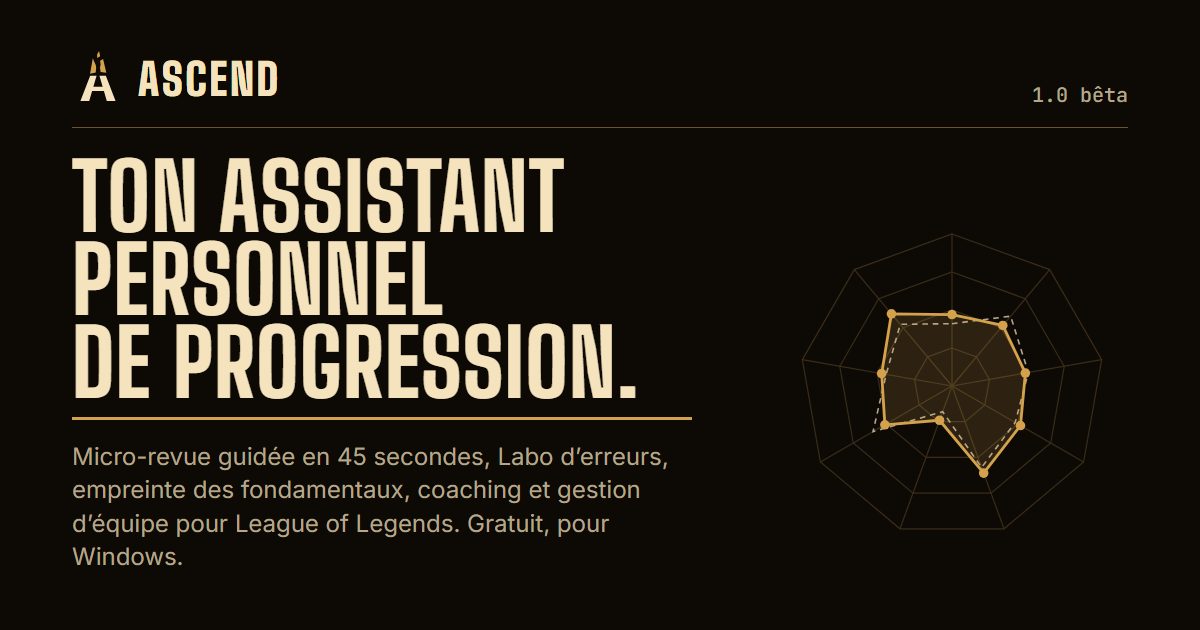 ASCEND
1.0 bêta
TON ASSISTANT
PERSONNEL
DE PROGRESSION.
Micro-revue guidée en 45 secondes, Labo d’erreurs,
empreinte des fondamentaux, coaching et gestion
d’équipe pour League of Legends. Gratuit, pour
Windows.